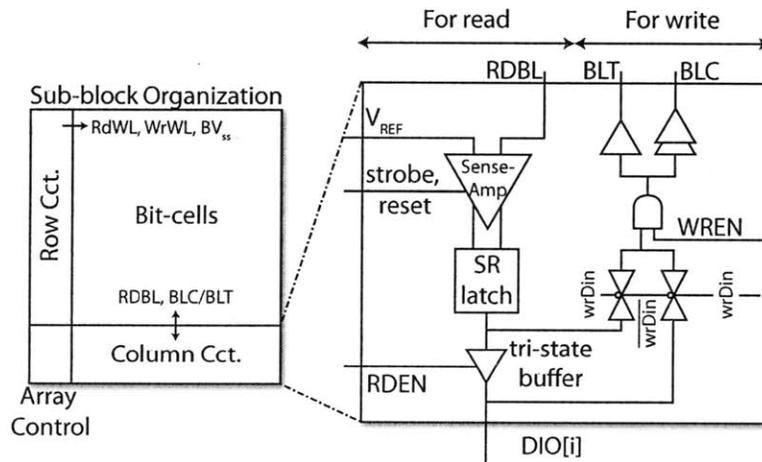 For read
For write
RDBL
BLT
BLC
Sub-block Organization
RdWL, WrWL, BVss
Row Cct.
Bit-cells
RDBL, BLC/BLT
Column Cct.
Array
Control
VREF
strobe,
reset
Sense-
Amp
SR
latch
WREN
wrDin
wrDin
wrDin
tri-state
buffer
RDEN
DIO[i]